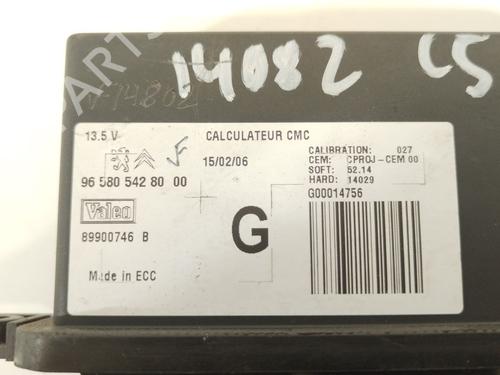 14082 C5
14802
13.5 V
CALCULATEUR CMC
15/02/06
CALIBRATION: 027
CEM: CPROJ-CEM 00
SOFT: 52.14
HARD: 14029
G00014756
96 580 542 80 00
Valeo
89900746 B
G
Made in ECC